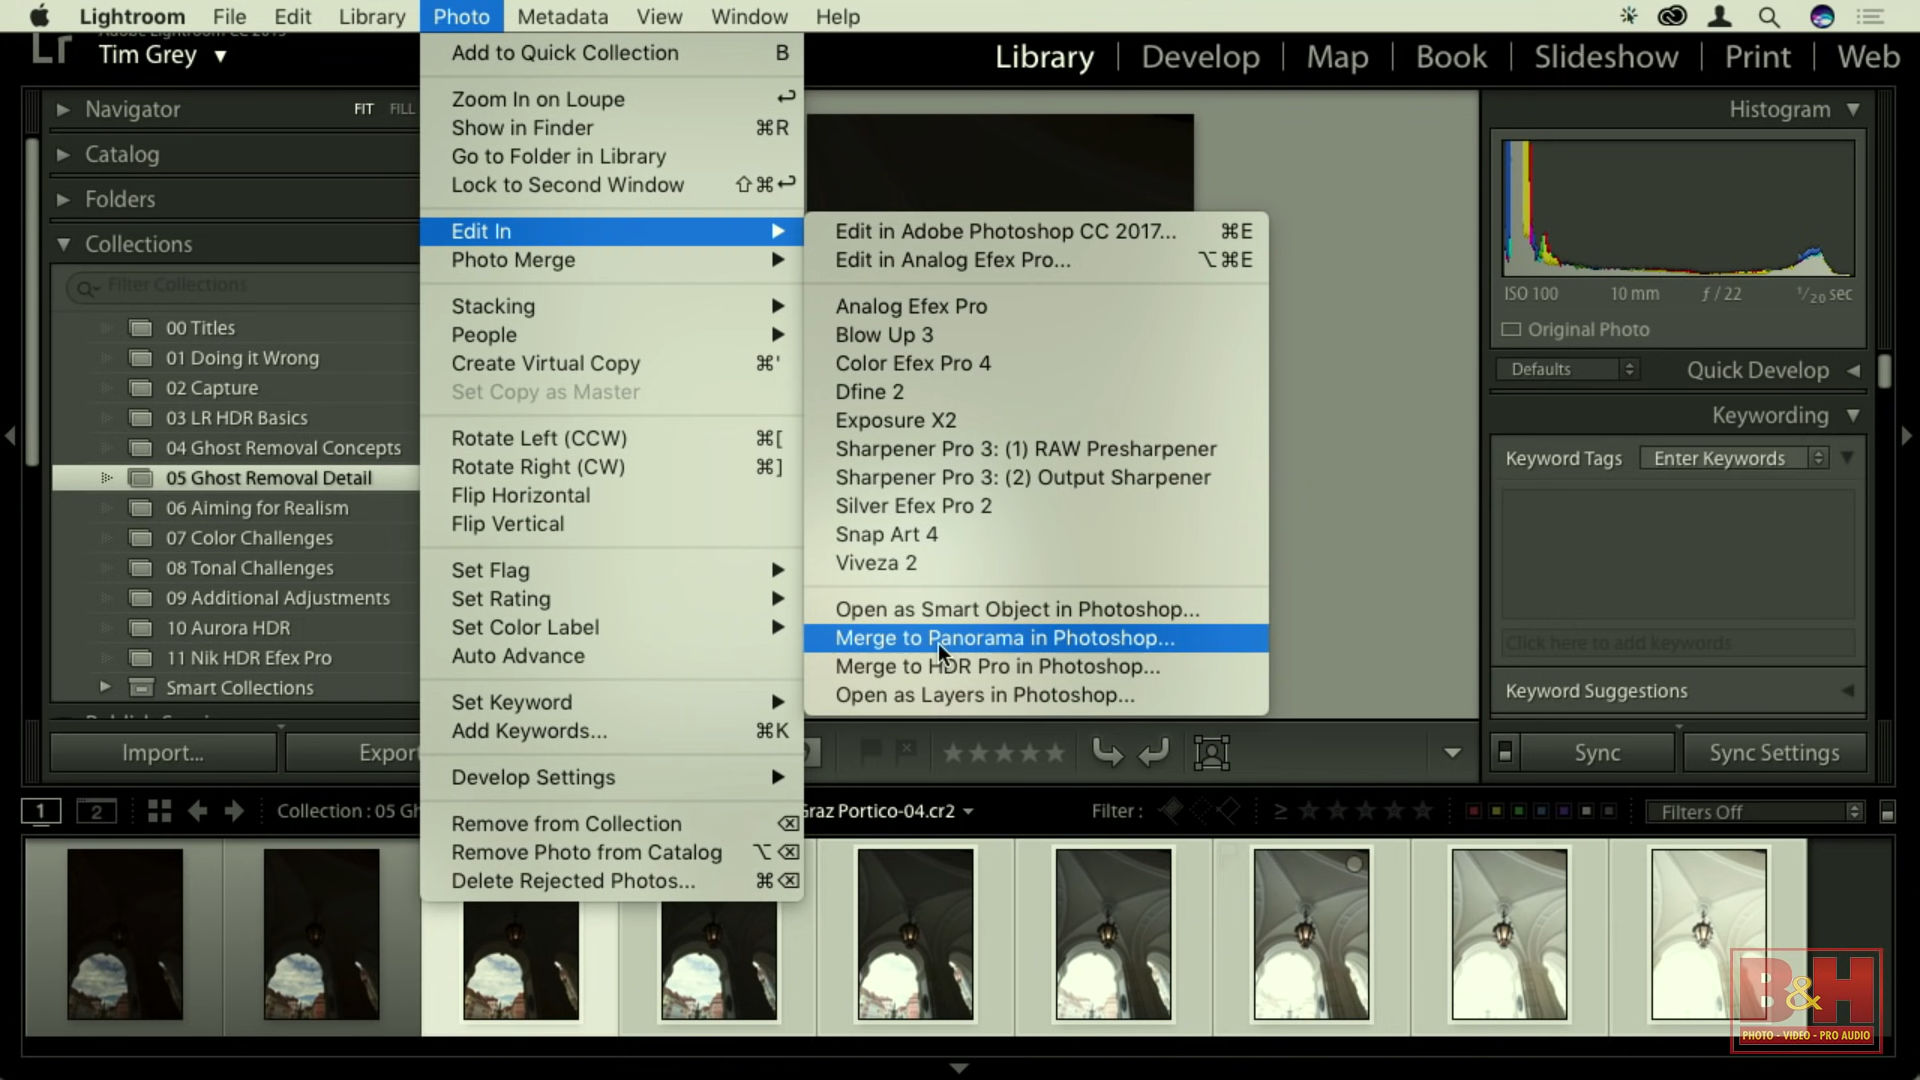 Lightroom File Edit Library Photo Metadata View Window Help
Lr
Tim Grey
Library | Develop | Map | Book | Slideshow | Print | Web
Navigator FIT FILL
Catalog
Folders
Collections
Filter Collections
00 Titles
01 Doing it Wrong
02 Capture
03 LR HDR Basics
04 Ghost Removal Concepts
05 Ghost Removal Detail
06 Aiming for Realism
07 Color Challenges
08 Tonal Challenges
09 Additional Adjustments
10 Aurora HDR
11 Nik HDR Efex Pro
Smart Collections
Import...
Export
Add to Quick Collection B
Zoom In on Loupe ↩
Show in Finder ⌘R
Go to Folder in Library
Lock to Second Window ⇧⌘↩
Edit In
Photo Merge
Stacking
People
Create Virtual Copy ⌘'
Set Copy as Master
Rotate Left (CCW) ⌘[
Rotate Right (CW) ⌘]
Flip Horizontal
Flip Vertical
Set Flag
Set Rating
Set Color Label
Auto Advance
Set Keyword
Add Keywords... ⌘K
Develop Settings
Remove from Collection ⌫
Remove Photo from Catalog ⌥⌫
Delete Rejected Photos... ⌘⌫
Edit in Adobe Photoshop CC 2017... ⌘E
Edit in Analog Efex Pro... ⌥⌘E
Analog Efex Pro
Blow Up 3
Color Efex Pro 4
Dfine 2
Exposure X2
Sharpener Pro 3: (1) RAW Presharpener
Sharpener Pro 3: (2) Output Sharpener
Silver Efex Pro 2
Snap Art 4
Viveza 2
Open as Smart Object in Photoshop...
Merge to Panorama in Photoshop...
Merge to HDR Pro in Photoshop...
Open as Layers in Photoshop...
Histogram
ISO 100 10 mm ƒ / 22 1/20 sec
Original Photo
Defaults Quick Develop
Keywording
Keyword Tags Enter Keywords
Click here to add keywords
Keyword Suggestions
Sync Sync Settings
1 2 Collection : 05 Gh
Graz Portico-04.cr2 Filter : ≥ Filters Off
B&H
PHOTO - VIDEO - PRO AUDIO